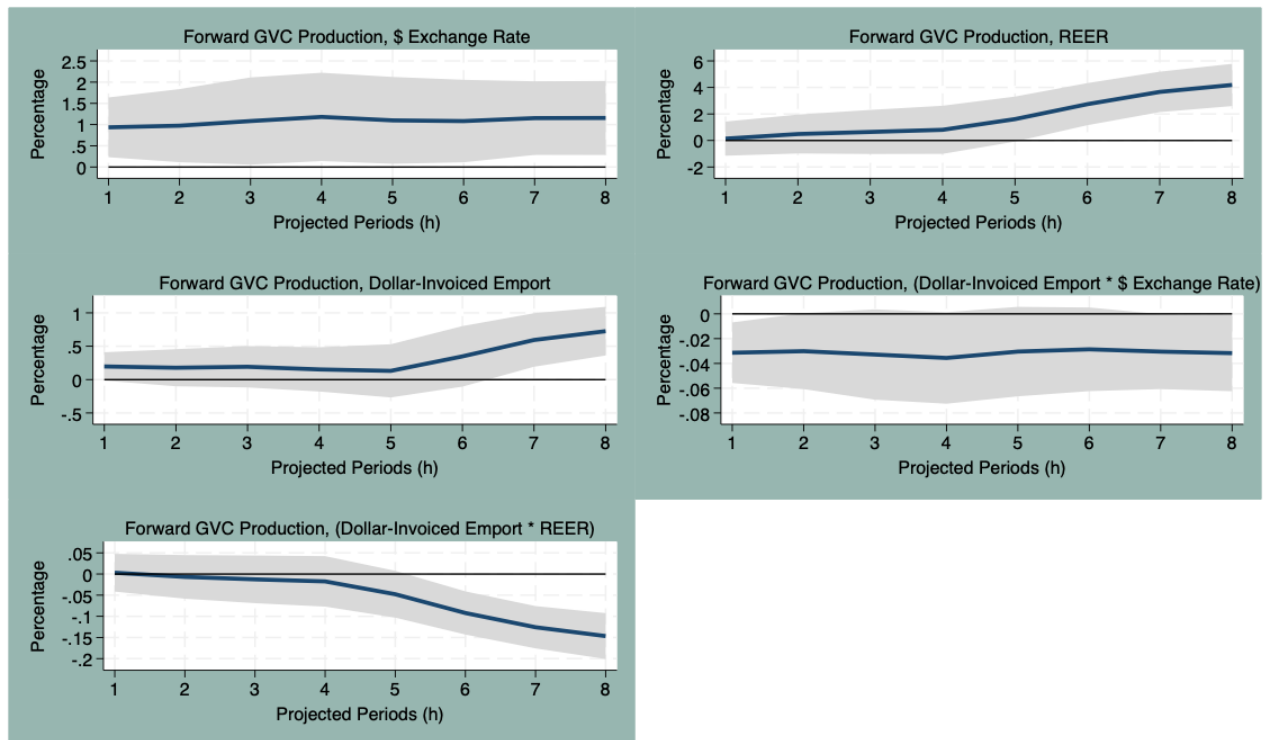 Forward GVC Production, $ Exchange Rate
Percentage
2.5
2
1.5
1
.5
0
1 2 3 4 5 6 7 8
Projected Periods (h)
Forward GVC Production, REER
Percentage
6
4
2
0
-2
1 2 3 4 5 6 7 8
Projected Periods (h)
Forward GVC Production, Dollar-Invoiced Emport
Percentage
1
.5
0
-.5
1 2 3 4 5 6 7 8
Projected Periods (h)
Forward GVC Production, (Dollar-Invoiced Emport * $ Exchange Rate)
Percentage
0
-.02
-.04
-.06
-.08
1 2 3 4 5 6 7 8
Projected Periods (h)
Forward GVC Production, (Dollar-Invoiced Emport * REER)
Percentage
.05
0
-.05
-.1
-.15
-.2
1 2 3 4 5 6 7 8
Projected Periods (h)